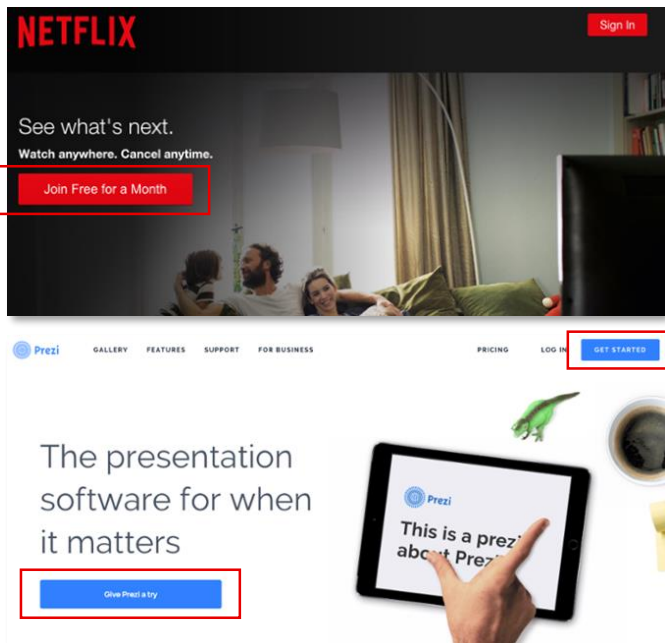 NETFLIX
Sign In
See what's next.
Watch anywhere. Cancel anytime.
Join Free for a Month
Prezi GALLERY FEATURES SUPPORT FOR BUSINESS PRICING LOG IN GET STARTED
The presentation
software for when
it matters
Give Prezi a try
Prezi
This is a prezi
about Prezi